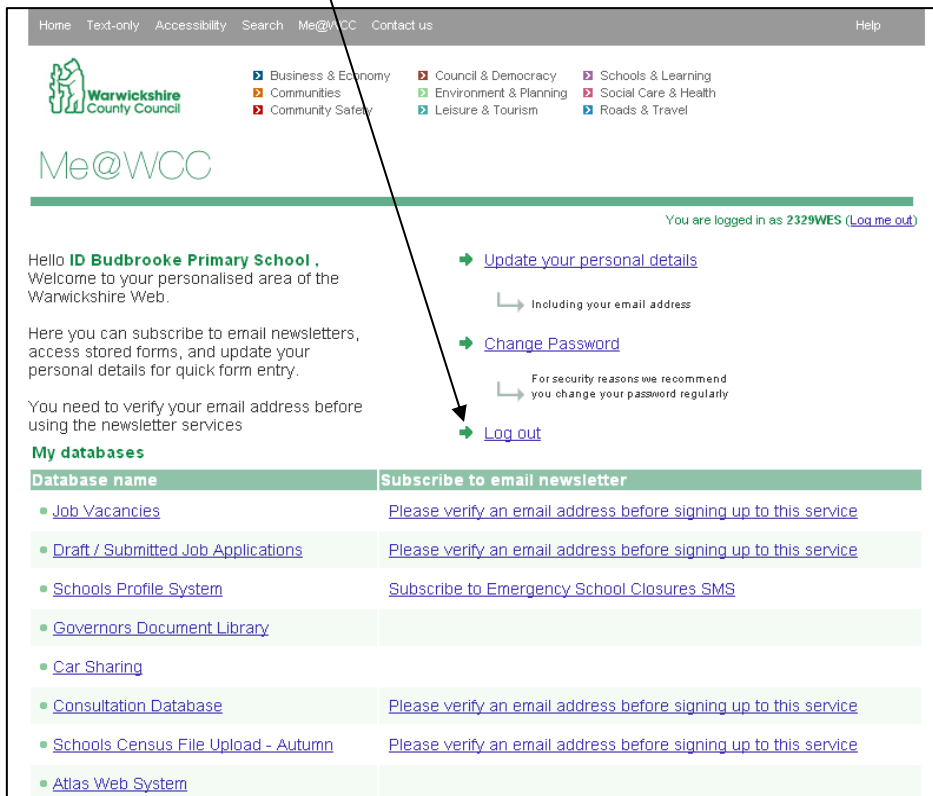 Home Text-only Accessibility Search Me@WCC Contact us Help
Warwickshire
County Council
Business & Economy Council & Democracy Schools & Learning
Communities Environment & Planning Social Care & Health
Community Safety Leisure & Tourism Roads & Travel
Me@WCC
You are logged in as 2329WES (Log me out)
Hello ID Budbrooke Primary School ,
Welcome to your personalised area of the
Warwickshire Web.
Here you can subscribe to email newsletters,
access stored forms, and update your
personal details for quick form entry.
You need to verify your email address before
using the newsletter services
Update your personal details
Including your email address
Change Password
For security reasons we recommend
you change your password regularly
Log out
My databases
Database name Subscribe to email newsletter
Job Vacancies Please verify an email address before signing up to this service
Draft / Submitted Job Applications Please verify an email address before signing up to this service
Schools Profile System Subscribe to Emergency School Closures SMS
Governors Document Library
Car Sharing
Consultation Database Please verify an email address before signing up to this service
Schools Census File Upload - Autumn Please verify an email address before signing up to this service
Atlas Web System